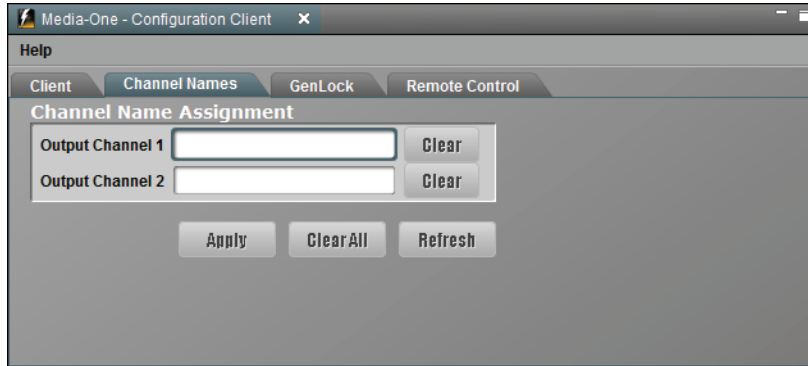 Media-One - Configuration Client
Help
Client Channel Names GenLock Remote Control
Channel Name Assignment
Output Channel 1 Clear
Output Channel 2 Clear
Apply Clear All Refresh